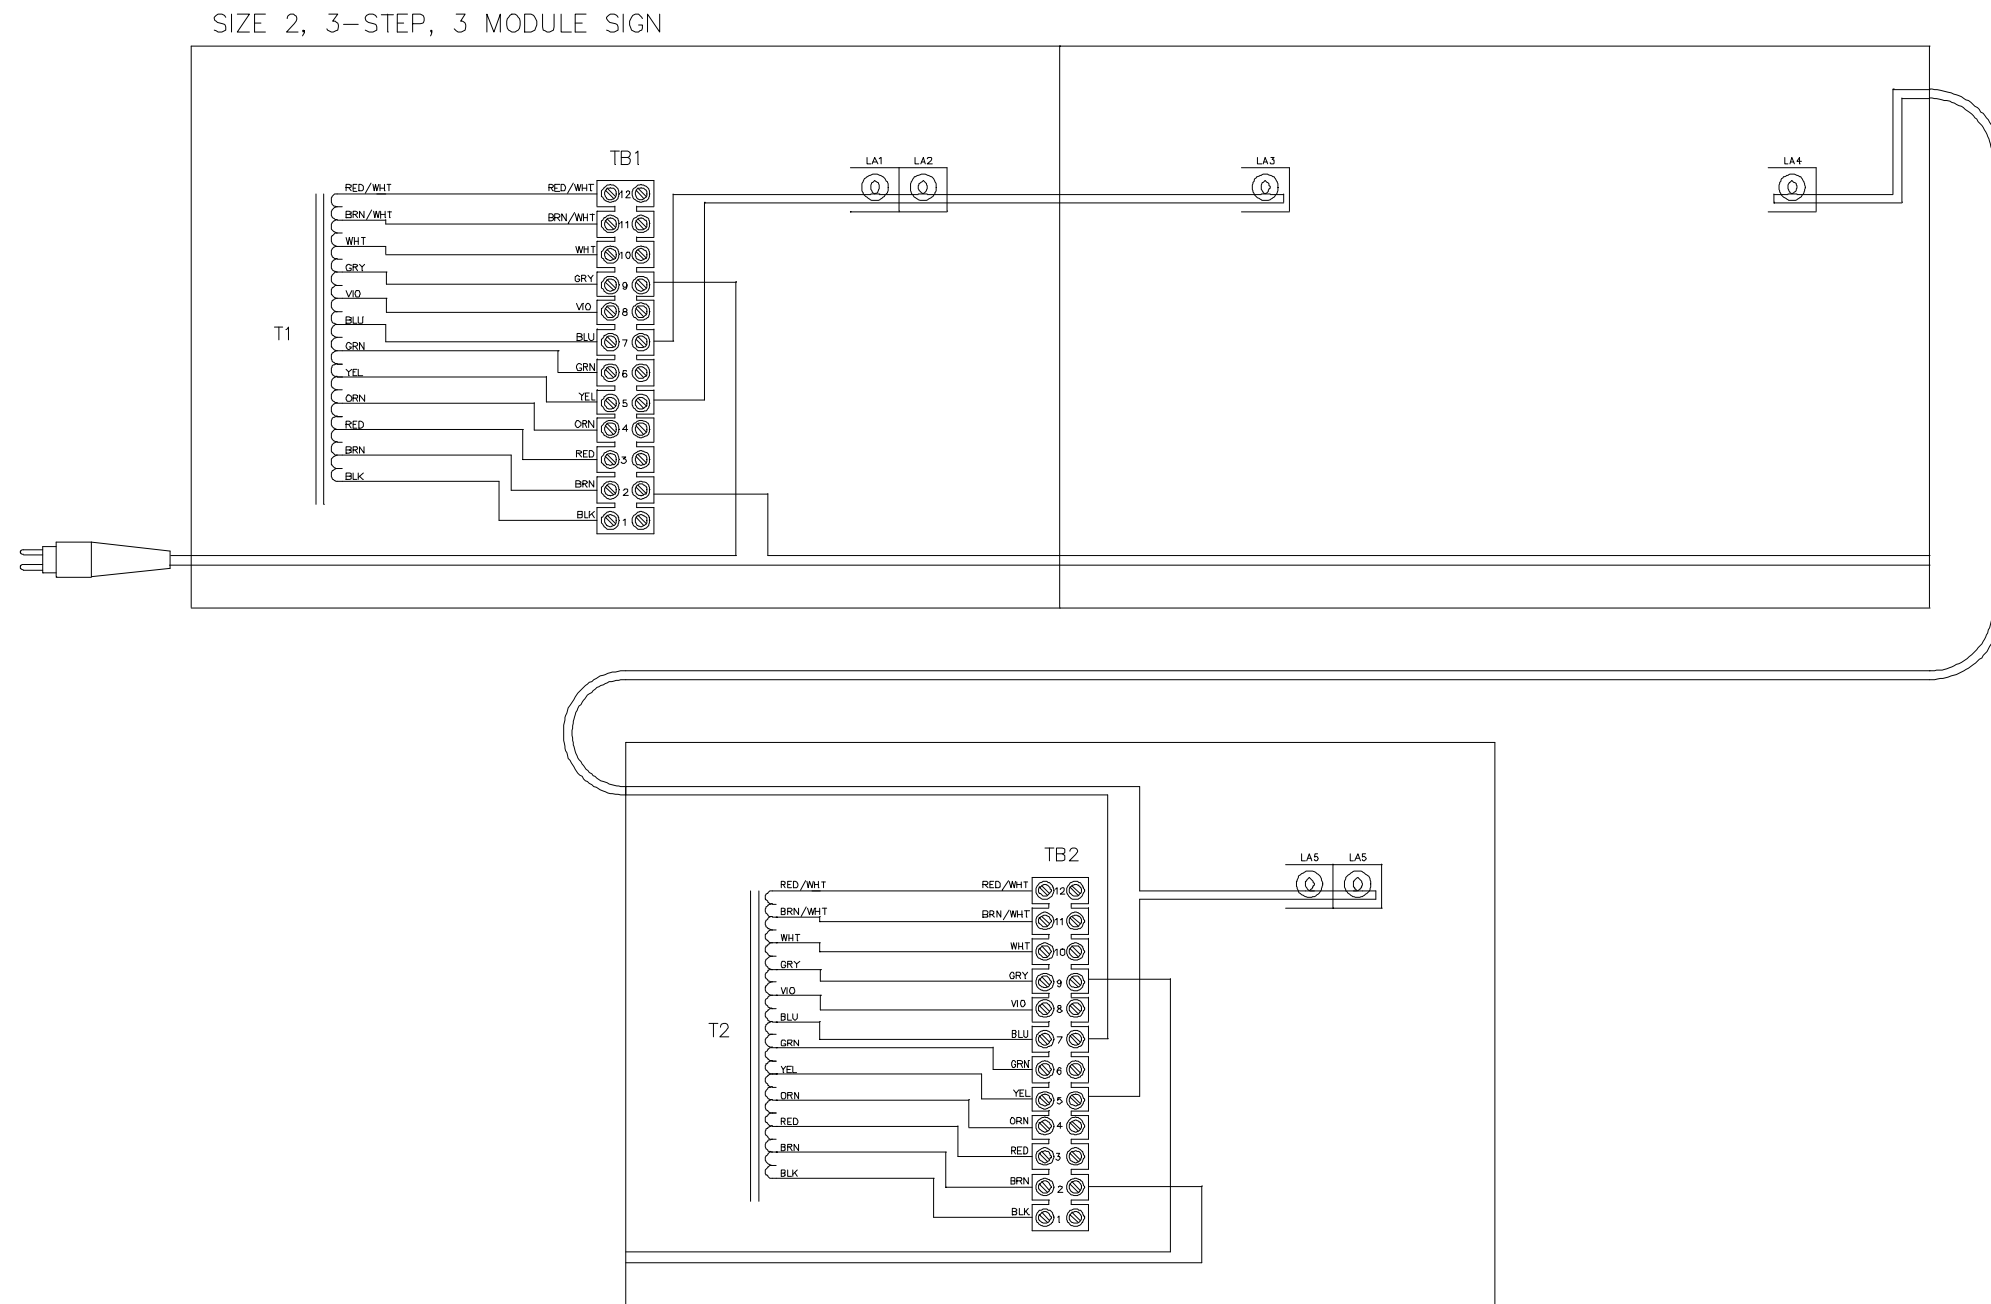 SIZE 2, 3-STEP, 3 MODULE SIGN
TB1
LA1 LA2 LA3 LA4
RED/WHT RED/WHT 12
BRN/WHT BRN/WHT 11
WHT WHT 10
GRY GRY 9
VIO VIO 8
T1
BLU BLU 7
GRN GRN 6
YEL YEL 5
ORN ORN 4
RED RED 3
BRN BRN 2
BLK BLK 1
TB2
LA5 LA5
RED/WHT RED/WHT 12
BRN/WHT BRN/WHT 11
WHT WHT 10
GRY GRY 9
VIO VIO 8
T2
BLU BLU 7
GRN GRN 6
YEL YEL 5
ORN ORN 4
RED RED 3
BRN BRN 2
BLK BLK 1